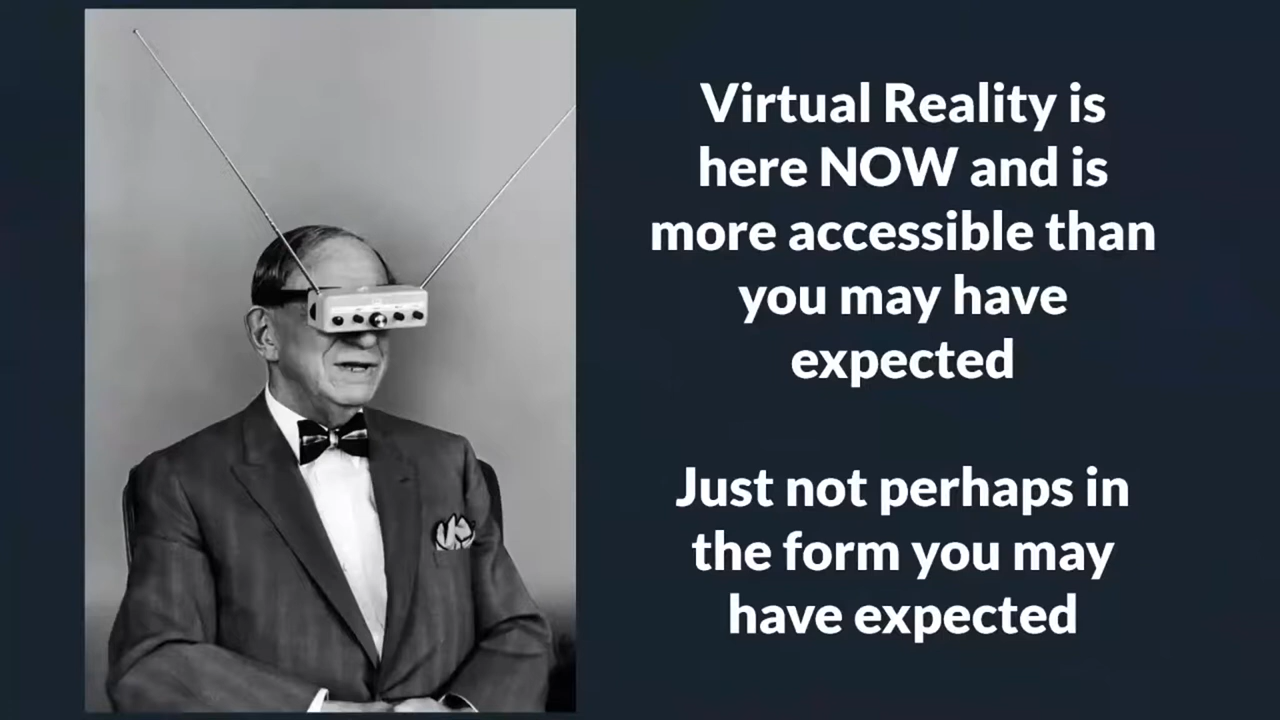 Virtual Reality is
here NOW and is
more accessible than
you may have
expected
Just not perhaps in
the form you may
have expected